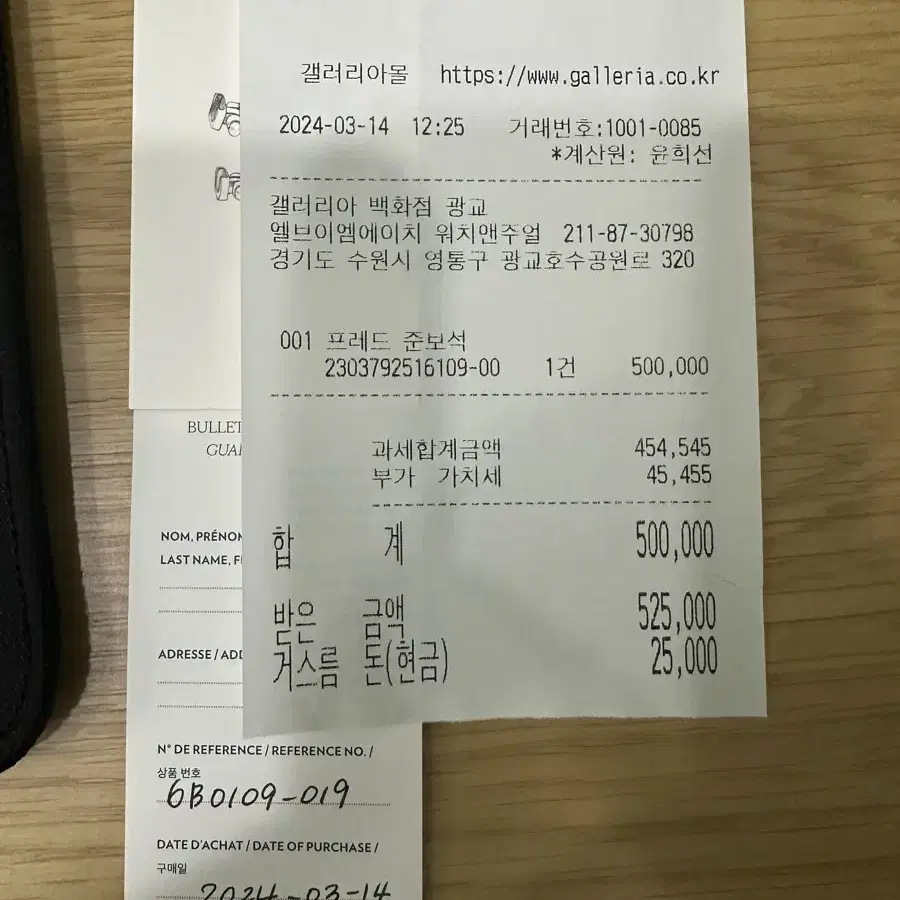 갤러리아몰 https://www.galleria.co.kr
2024-03-14 12:25 거래번호:1001-0085
*계산원: 윤희선
갤러리아 백화점 광교
엘브이엠에이치 워치앤주얼 211-87-30798
경기도 수원시 영통구 광교호수공원로 320
001 프레드 준보석
2303792516109-00 1건 500,000
과세합계금액 454,545
부가 가치세 45,455
합 계 500,000
받은 금액 525,000
거스름 돈(현금) 25,000
BULLET
GUAR
NOM, PRÉNOM
LAST NAME, FI
ADRESSE / ADD
N° DE REFERENCE / REFERENCE NO. /
상품 번호
6B0109-019
DATE D'ACHAT / DATE OF PURCHASE /
구매일
2024-03-14